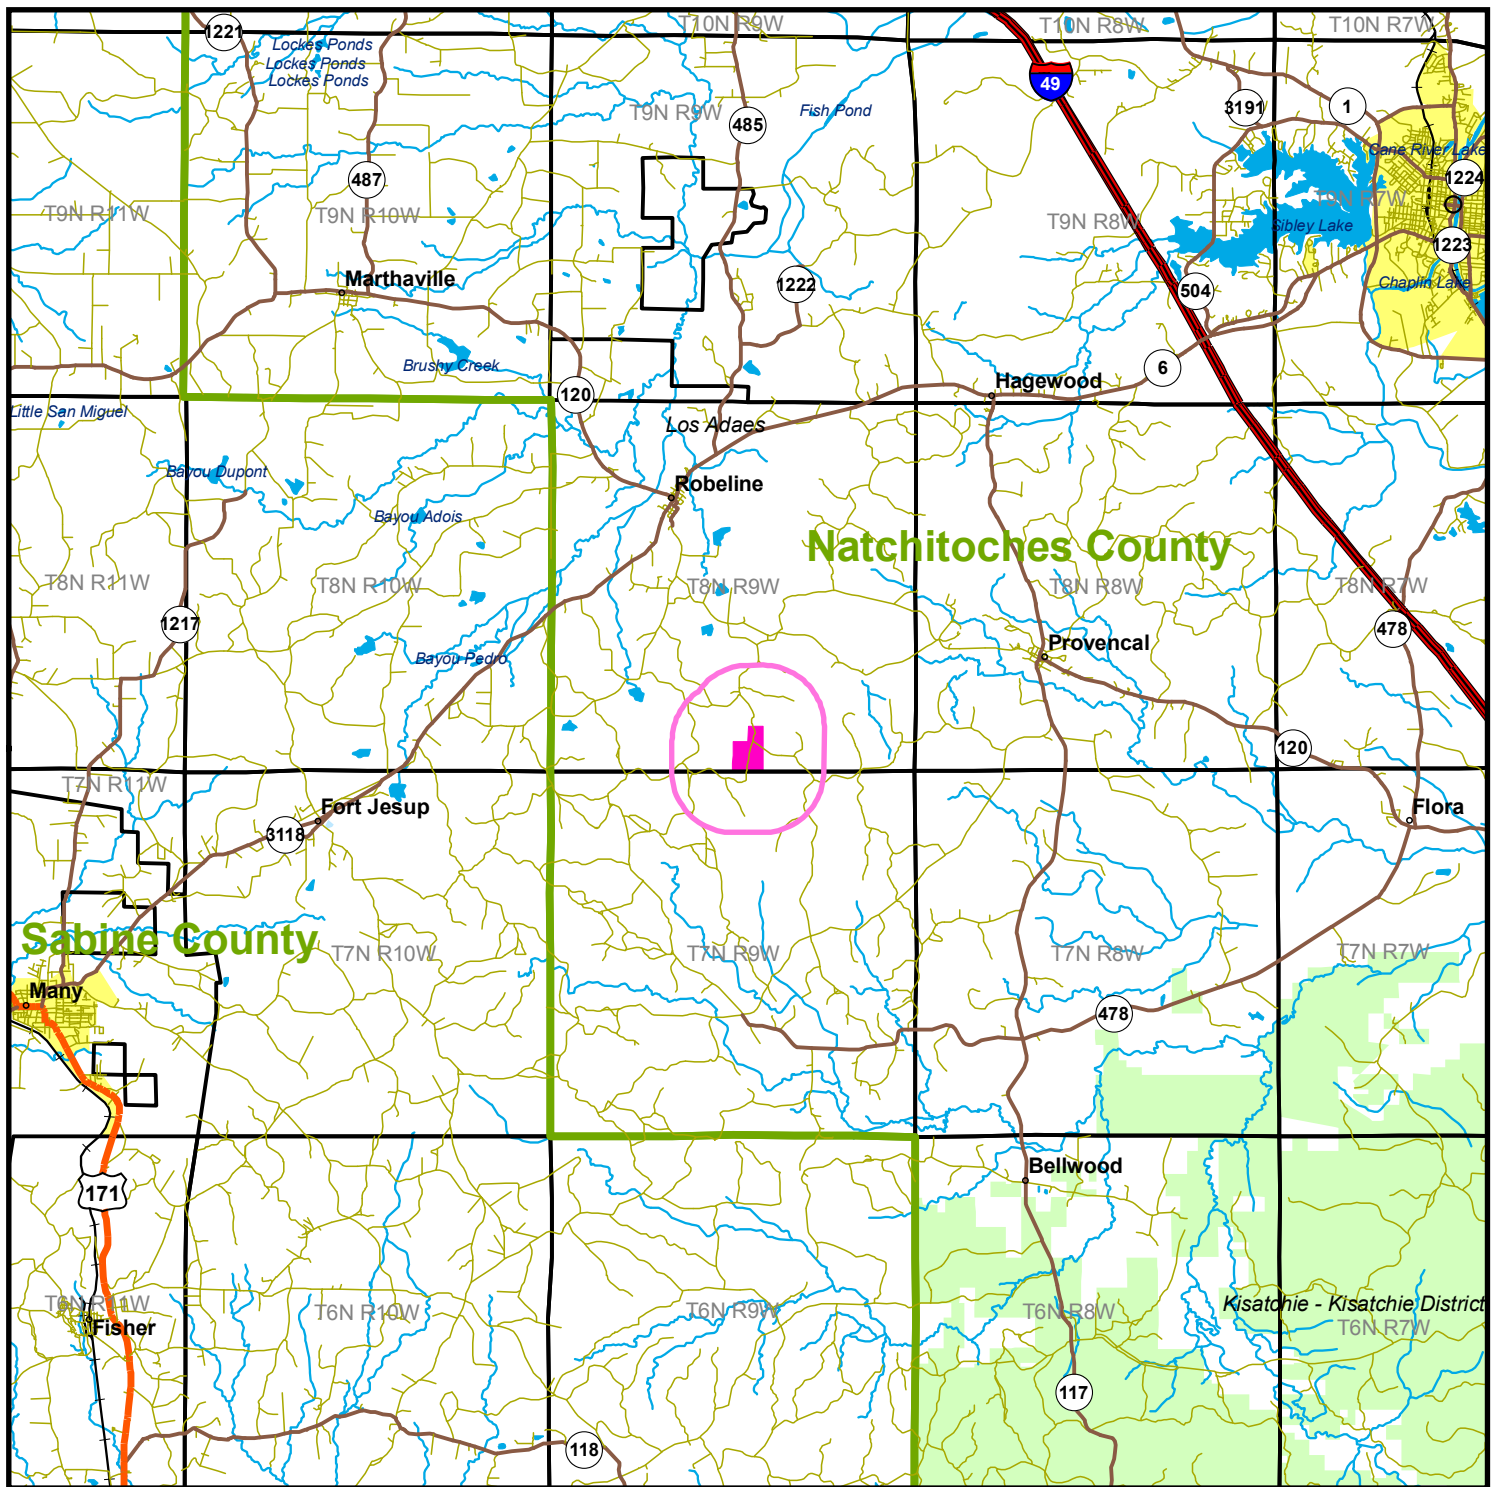 T10N R9W
T10N R8W
T10N R7W
1221
Lockes Ponds
Lockes Ponds
Lockes Ponds
49
3191
1
T9N R9W
485
Fish Pond
Cane River Lake
487
1224
T9N R11W
T9N R10W
T9N R8W
T9N R7W
Sibley Lake
1223
Marthaville
1222
504
Chaplin Lake
Brushy Creek
6
120
Hagewood
Little San Miguel
Los Adaes
Bayou Dupont
Robeline
Bayou Adois
Natchitoches County
T8N R11W
T8N R10W
T8N R9W
T8N R8W
T8N R7W
1217
478
Bayou Pedro
Provencal
120
T7N R11W
Fort Jesup
3118
Flora
Sabine County
T7N R10W
T7N R9W
T7N R8W
T7N R7W
Many
478
Bellwood
171
T6N R11W
T6N R10W
T6N R9W
T6N R8W
Kisatchie - Kisatchie District
T6N R7W
Fisher
117
118